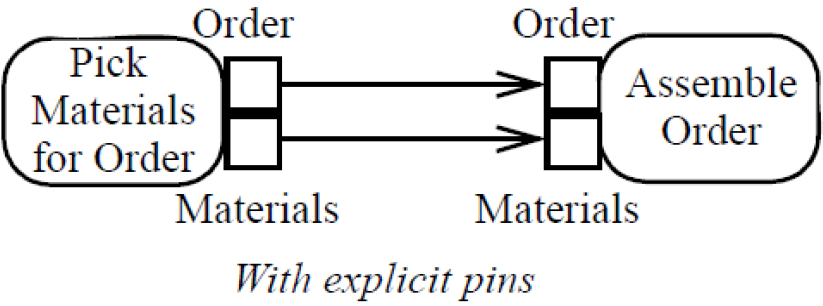 Order
Order
Pick
Materials
for Order
Assemble
Order
Materials
Materials
With explicit pins